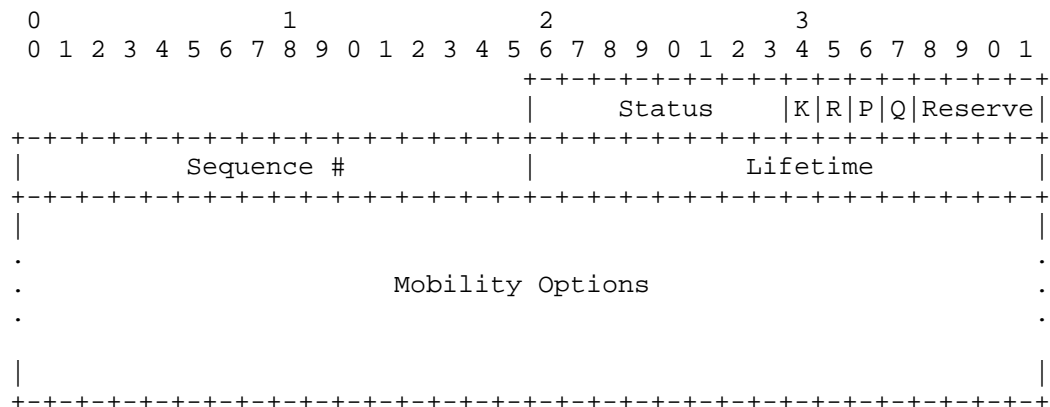 0 1 2 3
0 1 2 3 4 5 6 7 8 9 0 1 2 3 4 5 6 7 8 9 0 1 2 3 4 5 6 7 8 9 0 1
+-+-+-+-+-+-+-+-+-+-+-+-+-+-+-+-+
| Status |K|R|P|Q|Reserve|
+-+-+-+-+-+-+-+-+-+-+-+-+-+-+-+-+-+-+-+-+-+-+-+-+-+-+-+-+-+-+-+-+
| Sequence # | Lifetime |
+-+-+-+-+-+-+-+-+-+-+-+-+-+-+-+-+-+-+-+-+-+-+-+-+-+-+-+-+-+-+-+-+
| |
. .
. Mobility Options .
. .
| |
+-+-+-+-+-+-+-+-+-+-+-+-+-+-+-+-+-+-+-+-+-+-+-+-+-+-+-+-+-+-+-+-+